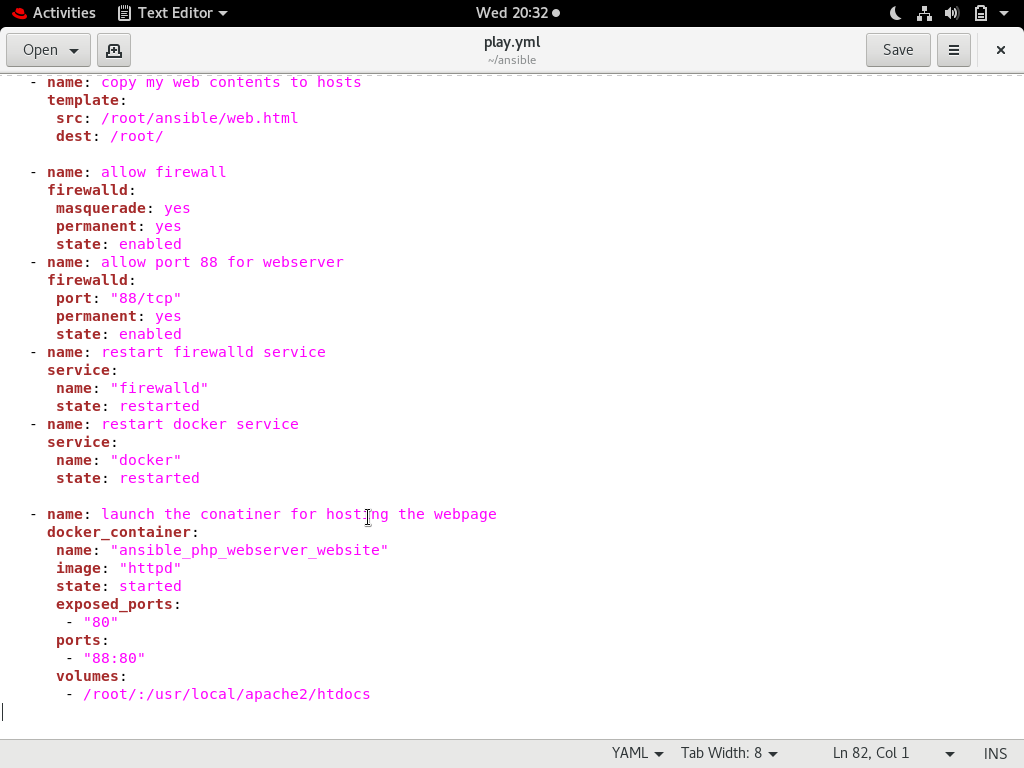 Activities Text Editor Wed 20:32
Open play.yml Save
~/ansible
- name: copy my web contents to hosts
template:
src: /root/ansible/web.html
dest: /root/
- name: allow firewall
firewalld:
masquerade: yes
permanent: yes
state: enabled
- name: allow port 88 for webserver
firewalld:
port: "88/tcp"
permanent: yes
state: enabled
- name: restart firewalld service
service:
name: "firewalld"
state: restarted
- name: restart docker service
service:
name: "docker"
state: restarted
- name: launch the conatiner for hosting the webpage
docker_container:
name: "ansible_php_webserver_website"
image: "httpd"
state: started
exposed_ports:
- "80"
ports:
- "88:80"
volumes:
- /root/:/usr/local/apache2/htdocs
YAML Tab Width: 8 Ln 82, Col 1 INS